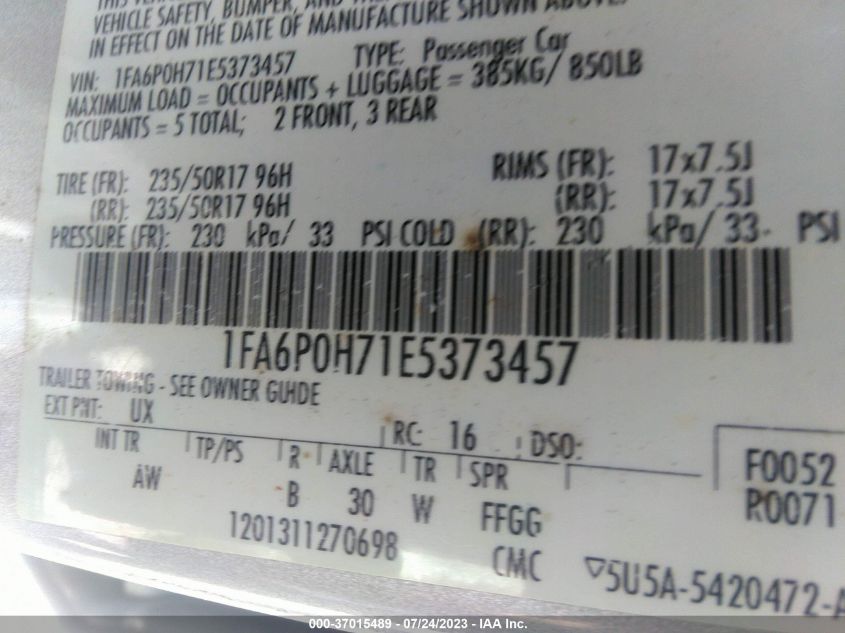 VEHICLE SAFETY, BUMPER, AND
IN EFFECT ON THE DATE OF MANUFACTURE SHOWN ABOVE.
VIN: 1FA6P0H71E5373457 TYPE: Passenger Car
MAXIMUM LOAD = OCCUPANTS + LUGGAGE = 385KG/ 850LB
OCCUPANTS = 5 TOTAL; 2 FRONT, 3 REAR
TIRE (FR): 235/50R17 96H RIMS (FR): 17x7.5J
(RR): 235/50R17 96H (RR): 17x7.5J
PRESSURE (FR): 230 kPa/ 33 PSI COLD (RR): 230 kPa/ 33 PSI
1FA6P0H71E5373457
TRAILER TOWING - SEE OWNER GUIDE
EXT PNT: UX RC: 16 DSO:
INT TR TP/PS R AXLE TR SPR F0052
AW B 30 W FFGG R0071
1201311270698 CMC ▽5U5A-5420472-A
000-37015489 - 07/24/2023 - IAA Inc.